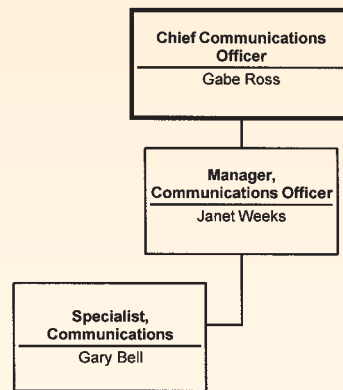 Chief Communications
Officer
Gabe Ross
Manager,
Communications Officer
Janet Weeks
Specialist,
Communications
Gary Bell